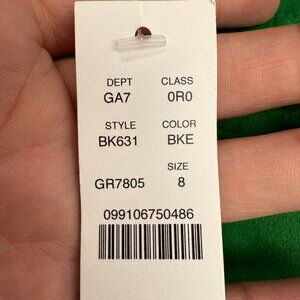 DEPT CLASS
GA7 0R0
STYLE COLOR
BK631 BKE
SIZE
GR7805 8
099106750486